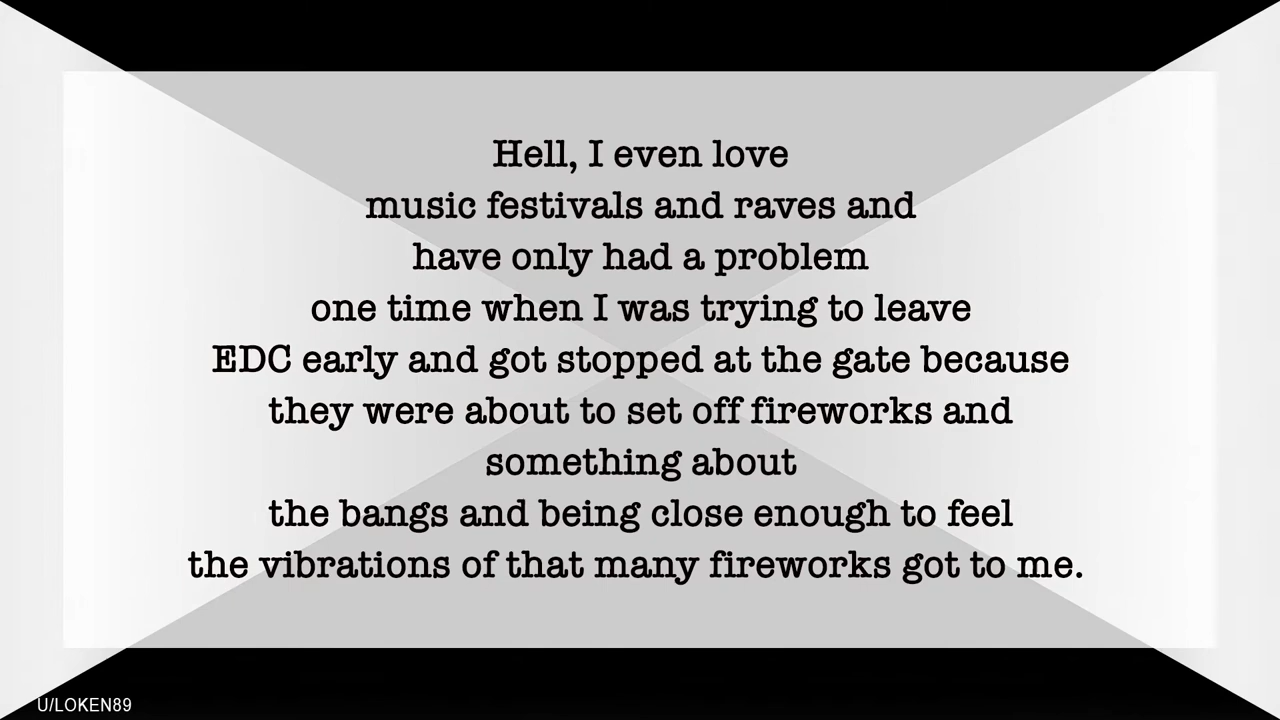 Hell, I even love
music festivals and raves and
have only had a problem
one time when I was trying to leave
EDC early and got stopped at the gate because
they were about to set off fireworks and
something about
the bangs and being close enough to feel
the vibrations of that many fireworks got to me.
U/LOKEN89